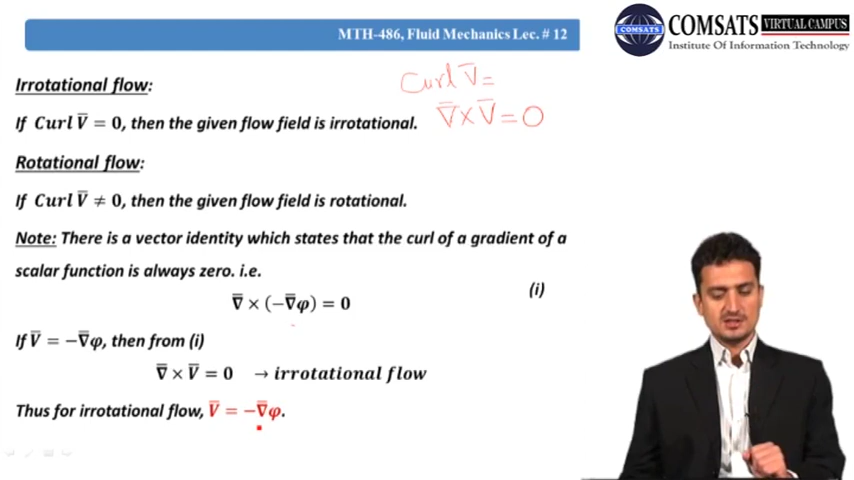 MTH-486, Fluid Mechanics Lec. # 12
COMSATS
COMSATS VIRTUAL CAMPUS
Institute Of Information Technology
Irrotational flow:
Curl V̅ =
∇̅ × V̅ = 0
If Curl V̅ = 0, then the given flow field is irrotational.
Rotational flow:
If Curl V̅ ≠ 0, then the given flow field is rotational.
Note: There is a vector identity which states that the curl of a gradient of a
scalar function is always zero. i.e.
∇̅ × (−∇̅φ) = 0 (i)
If V̅ = −∇̅φ, then from (i)
∇̅ × V̅ = 0 → irrotational flow
Thus for irrotational flow, V̅ = −∇̅φ.